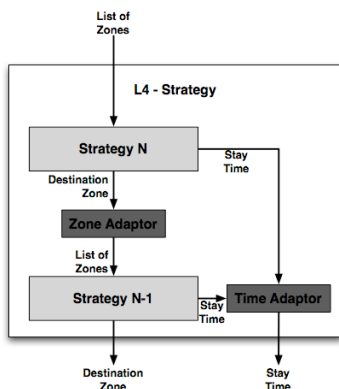 List of
Zones
L4 - Strategy
Strategy N
Stay
Time
Destination
Zone
Zone Adaptor
List of
Zones
Strategy N-1
Stay
Time
Time Adaptor
Destination
Zone
Stay
Time